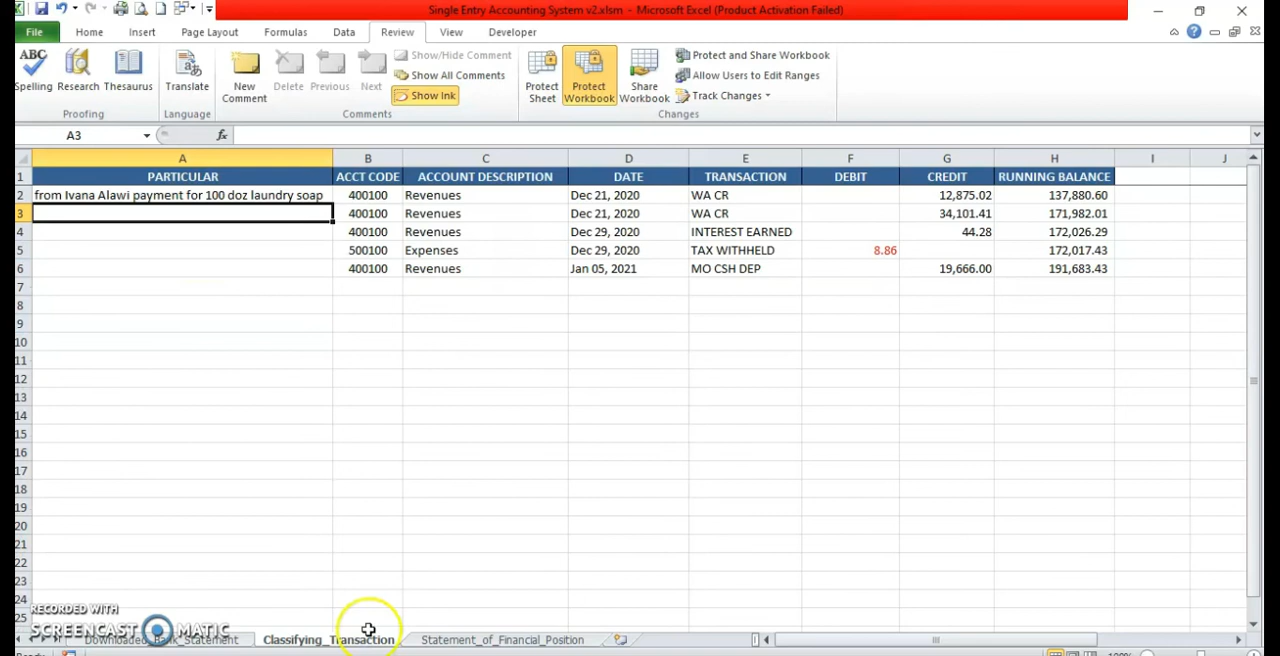 Single Entry Accounting System v2.xlsm - Microsoft Excel (Product Activation Failed)
File Home Insert Page Layout Formulas Data Review View Developer
ABC Spelling Research Thesaurus Translate New Comment Delete Previous Next Show/Hide Comment Show All Comments Show Ink Protect Sheet Protect Workbook Share Workbook Protect and Share Workbook Allow Users to Edit Ranges Track Changes
Proofing Language Comments Changes
A3 fx
A B C D E F G H I J
1 PARTICULAR ACCT CODE ACCOUNT DESCRIPTION DATE TRANSACTION DEBIT CREDIT RUNNING BALANCE
2 from Ivana Alawi payment for 100 doz laundry soap 400100 Revenues Dec 21, 2020 WA CR 12,875.02 137,880.60
3 400100 Revenues Dec 21, 2020 WA CR 34,101.41 171,982.01
4 400100 Revenues Dec 29, 2020 INTEREST EARNED 44.28 172,026.29
5 500100 Expenses Dec 29, 2020 TAX WITHHELD 8.86 172,017.43
6 400100 Revenues Jan 05, 2021 MO CSH DEP 19,666.00 191,683.43
7
8
9
10
11
12
13
14
15
16
17
18
19
20
21
22
23
24
25
RECORDED WITH
SCREENCAST MATIC
Downloaded_Bank_Statement Classifying_Transaction Statement_of_Financial_Position